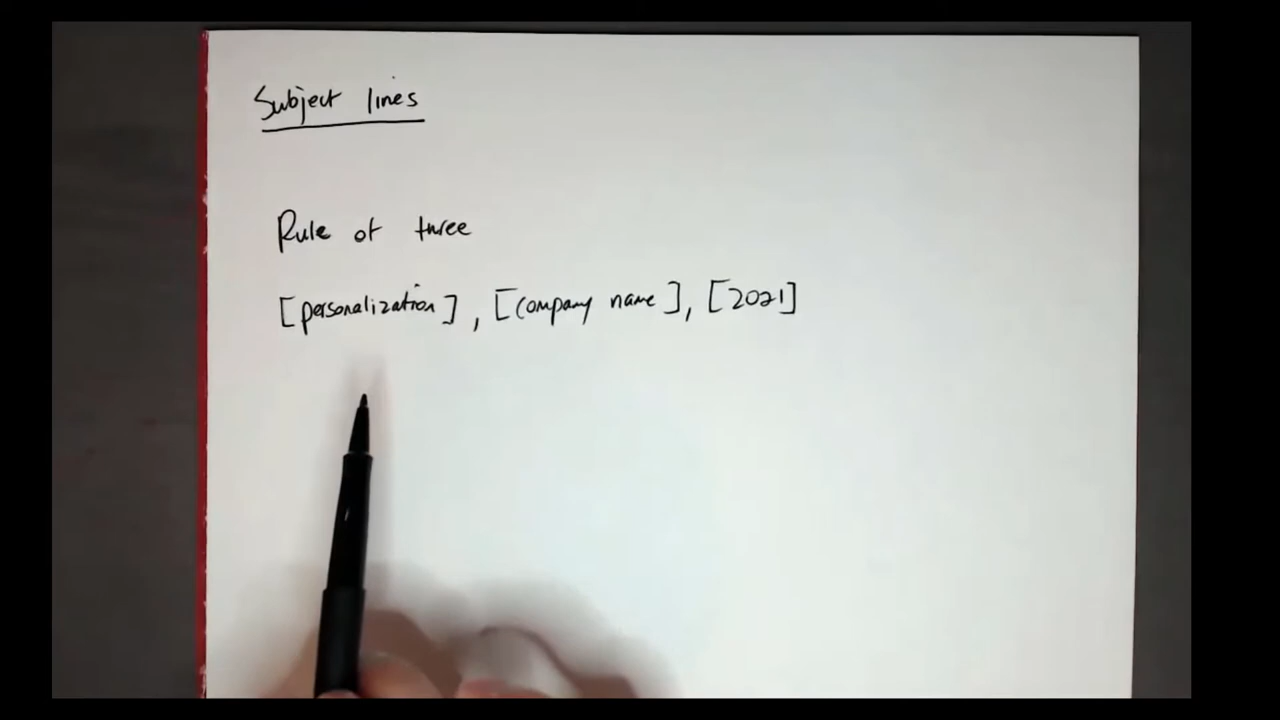 Subject lines
Rule of three
[personalization], [company name], [2021]